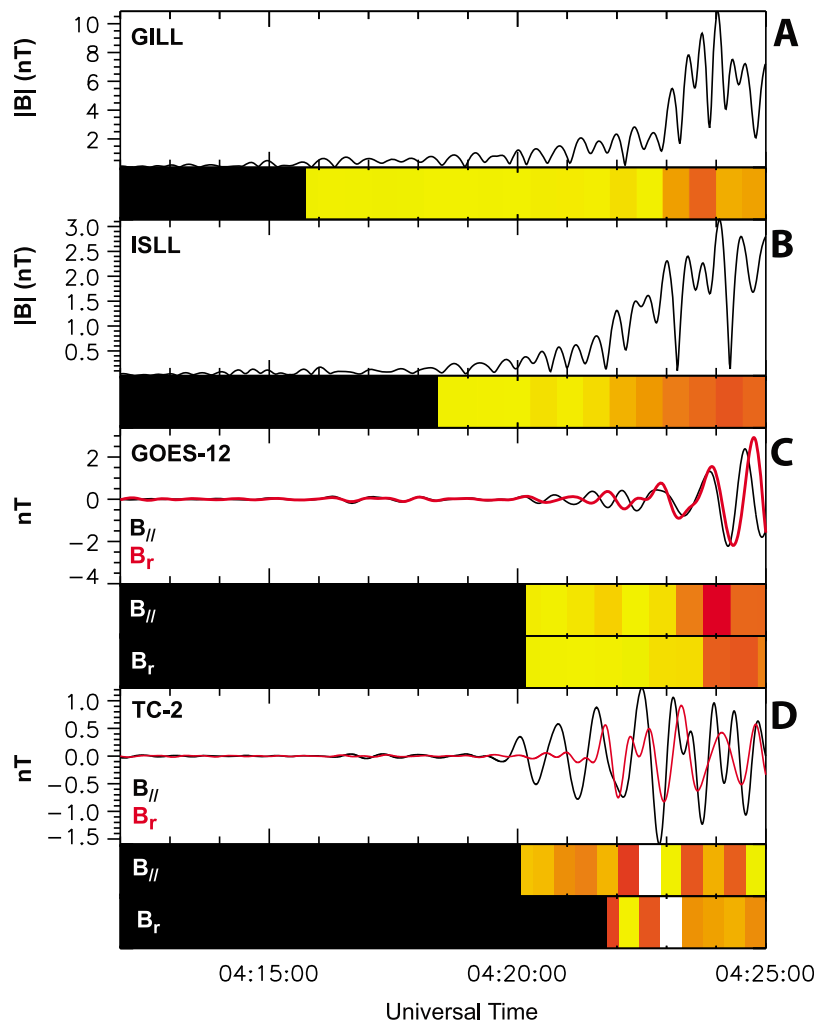 A
GILL
|B| (nT)
10
8
6
4
2
B
ISLL
|B| (nT)
3.0
2.5
2.0
1.5
1.0
0.5
C
GOES-12
nT
2
0
−2
−4
B//
Br
B//
Br
D
TC-2
nT
1.0
0.5
0.0
−0.5
−1.0
−1.5
B//
Br
B//
Br
04:15:00 04:20:00 04:25:00
Universal Time